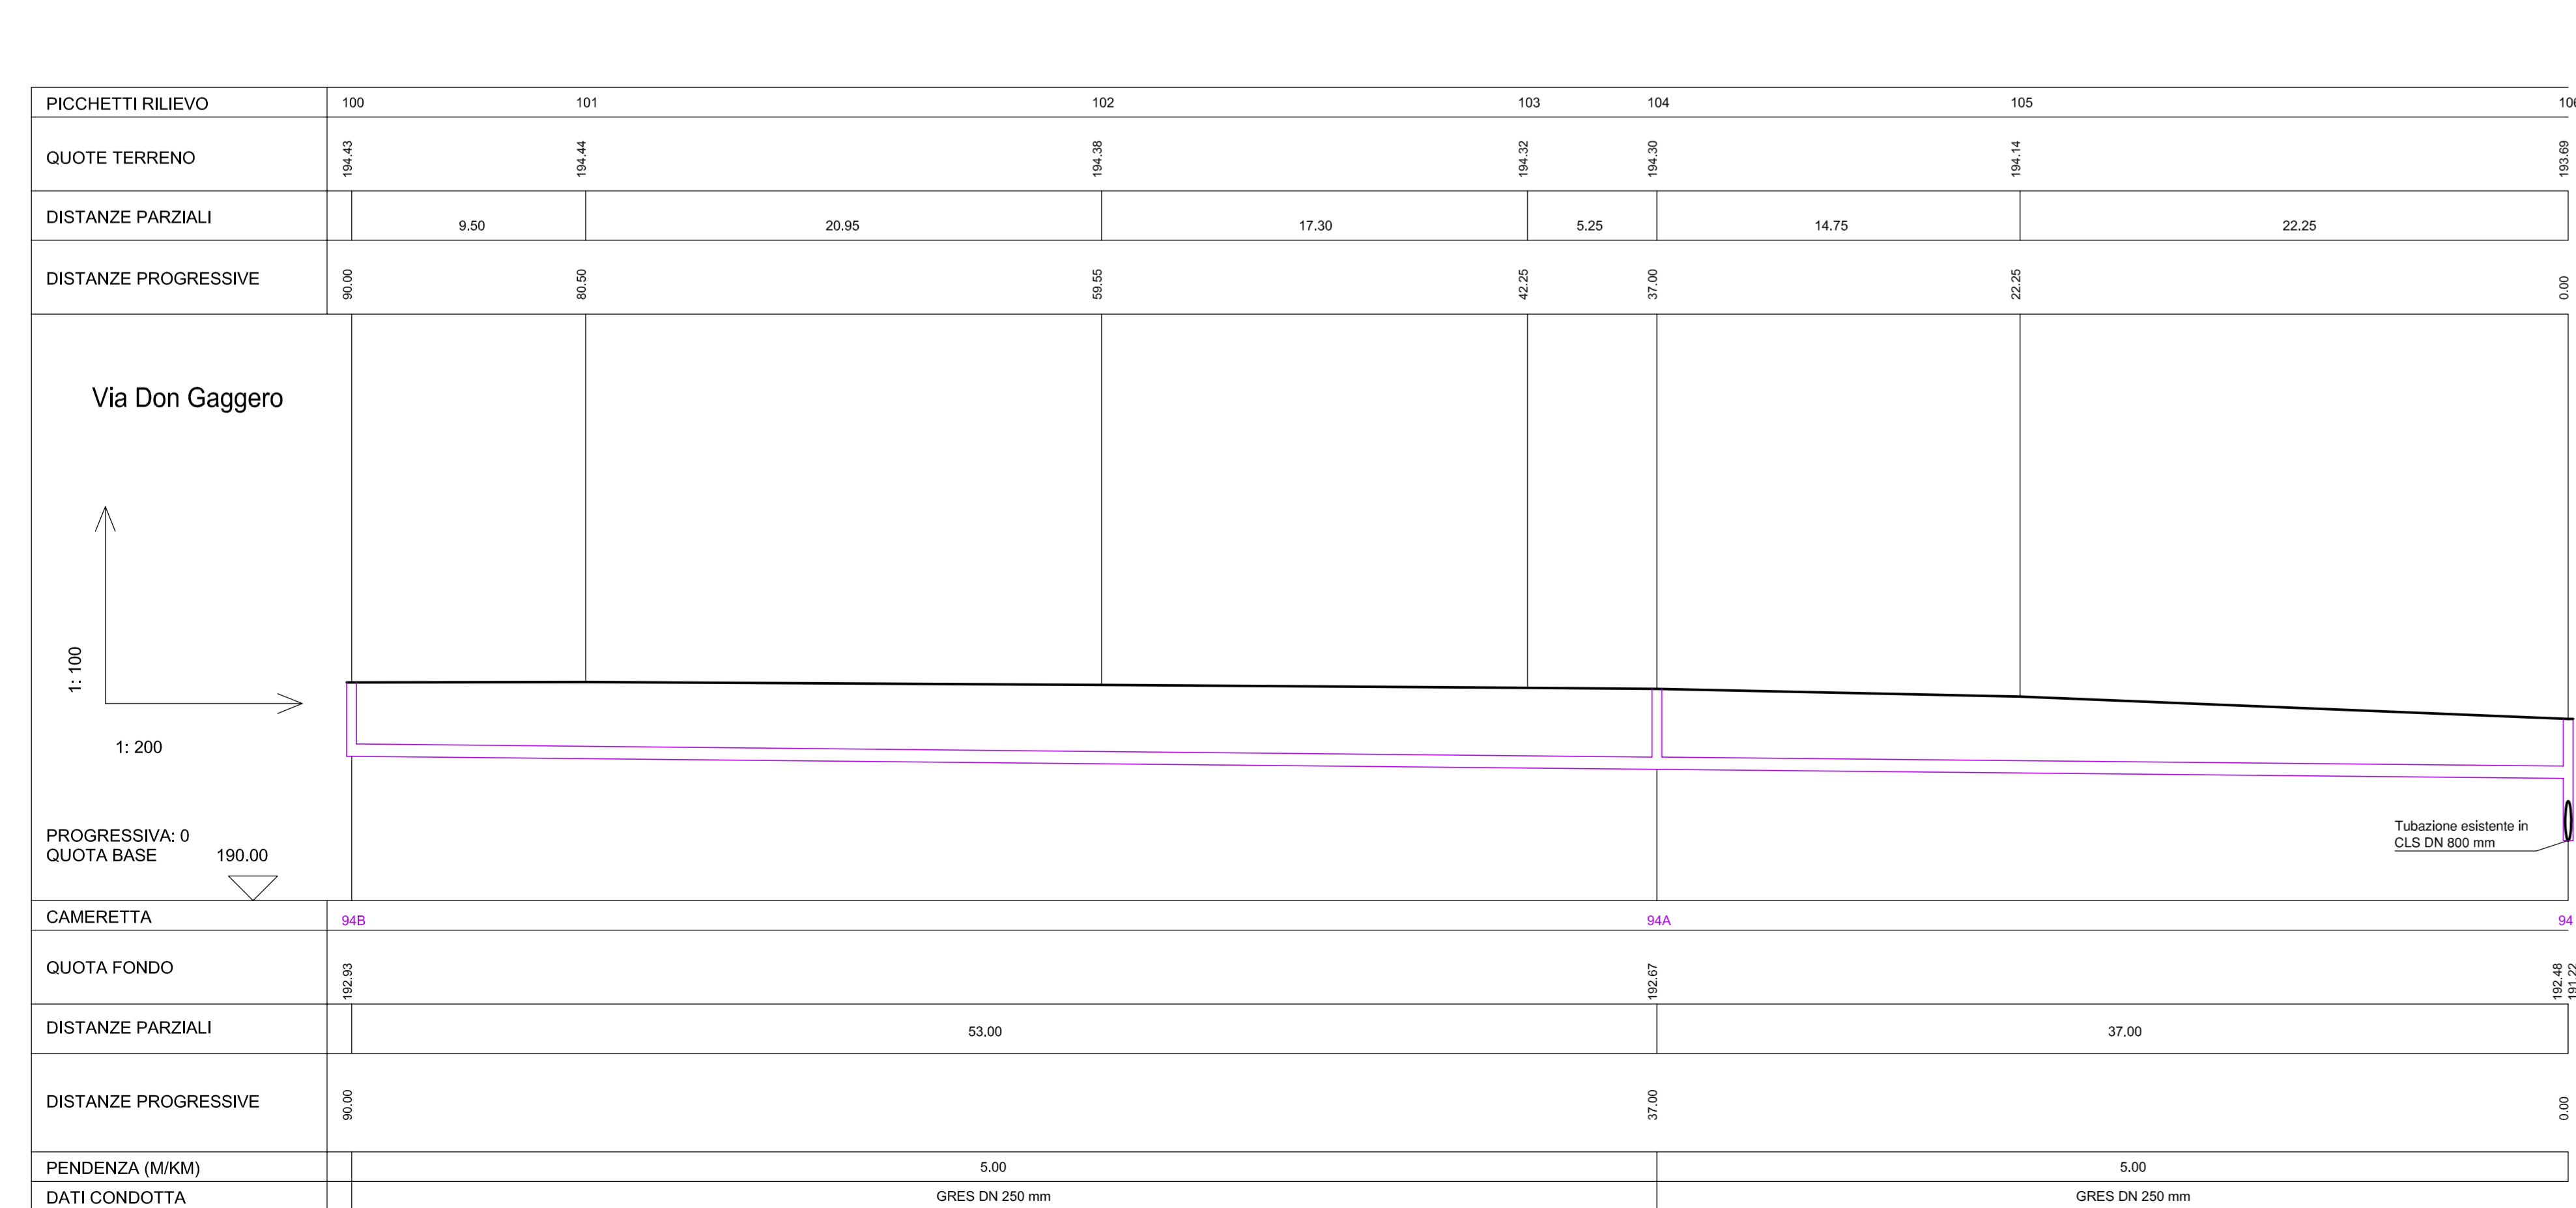 PICCHETTI RILIEVO 100 101 102 103 104 105 106
QUOTE TERRENO 194.43 194.44 194.38 194.32 194.30 194.14 193.69
DISTANZE PARZIALI 9.50 20.95 17.30 5.25 14.75 22.25
DISTANZE PROGRESSIVE 90.00 80.50 59.55 42.25 37.00 22.25 0.00
Via Don Gaggero
1: 100
1: 200
Tubazione esistente in
CLS DN 800 mm
PROGRESSIVA: 0
QUOTA BASE 190.00
CAMERETTA 94B 94A 94
QUOTA FONDO 192.93 192.67 192.48 191.22
DISTANZE PARZIALI 53.00 37.00
DISTANZE PROGRESSIVE 90.00 37.00 0.00
PENDENZA (M/KM) 5.00 5.00
DATI CONDOTTA GRES DN 250 mm GRES DN 250 mm